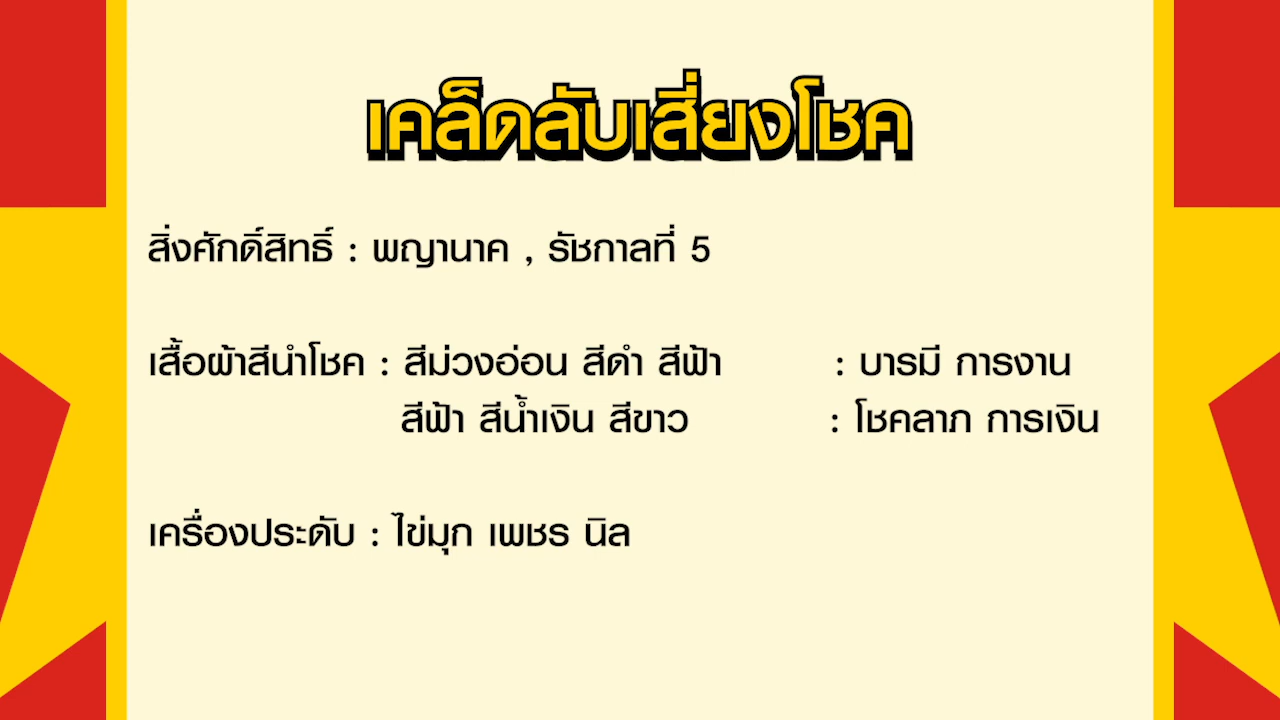 เคล็ดลับเสี่ยงโชค
สิ่งศักดิ์สิทธิ์ : พญานาค , รัชกาลที่ 5
เสื้อผ้าสีนำโชค : สีม่วงอ่อน สีดำ สีฟ้า : บารมี การงาน
สีฟ้า สีน้ำเงิน สีขาว : โชคลาภ การเงิน
เครื่องประดับ : ไข่มุก เพชร นิล